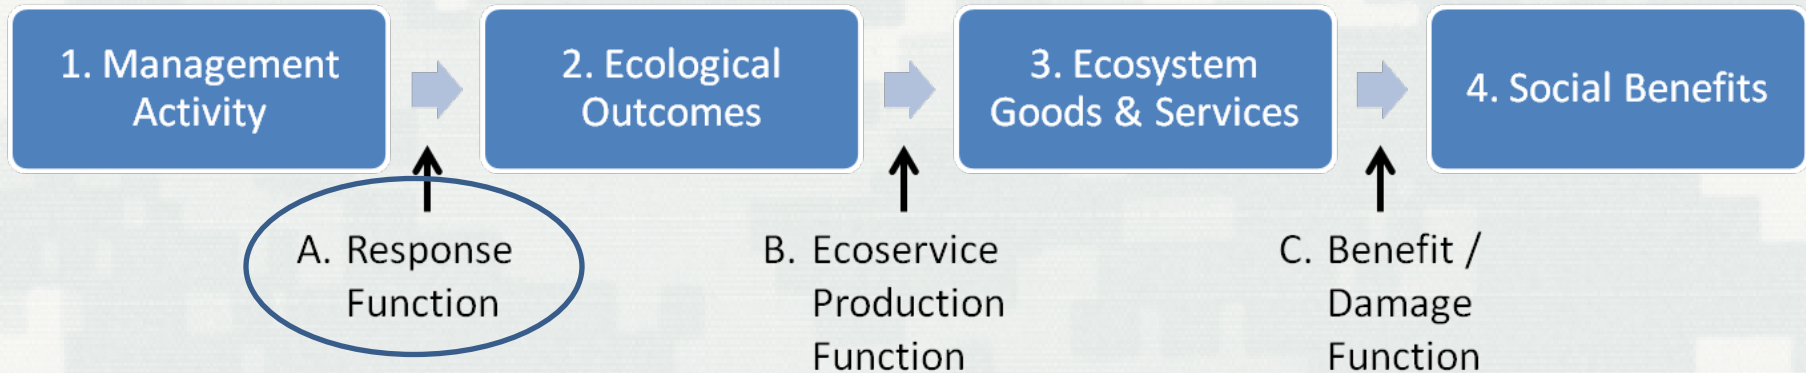 1. Management
Activity
2. Ecological
Outcomes
3. Ecosystem
Goods & Services
4. Social Benefits
A. Response
Function
B. Ecoservice
Production
Function
C. Benefit /
Damage
Function